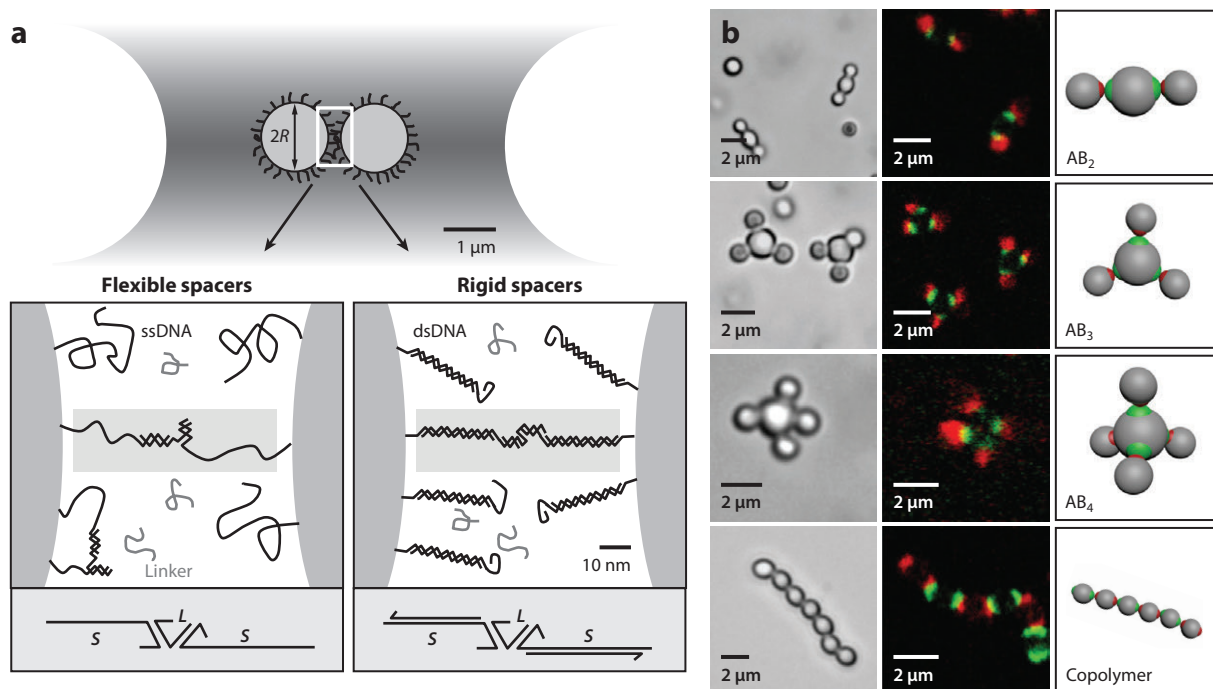 a
2R
1 μm
Flexible spacers
Rigid spacers
ssDNA
dsDNA
Linker
10 nm
S
L
S
S
L
S
b
2 μm
2 μm
AB2
2 μm
2 μm
AB3
2 μm
2 μm
AB4
2 μm
2 μm
Copolymer